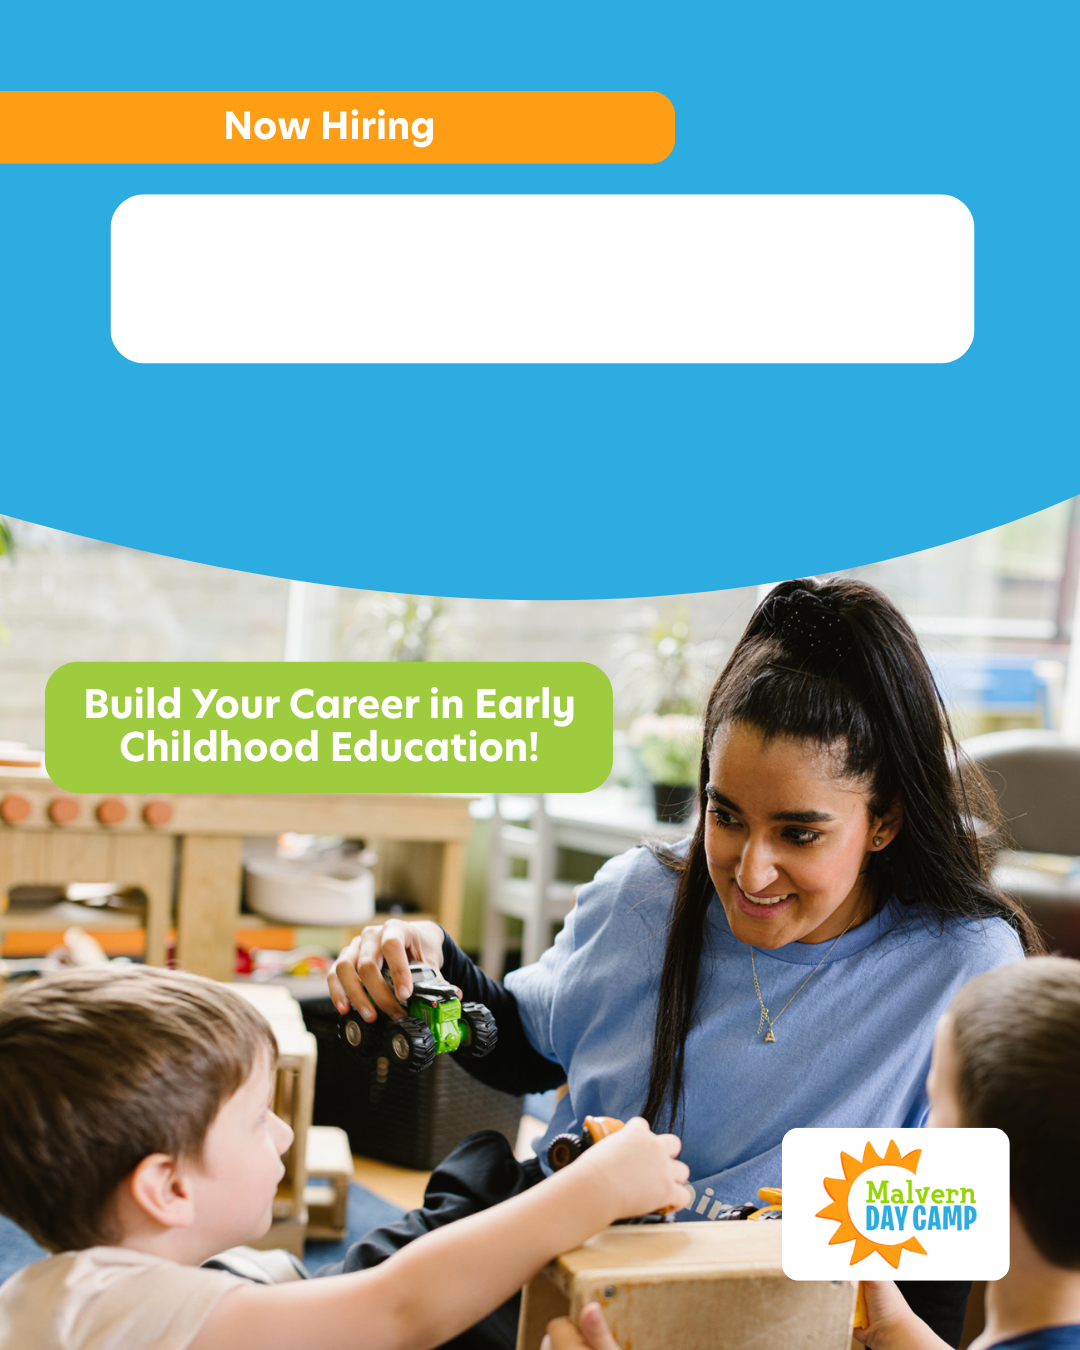 Now Hiring
Build Your Career in Early
Childhood Education!
Malvern
DAY CAMP